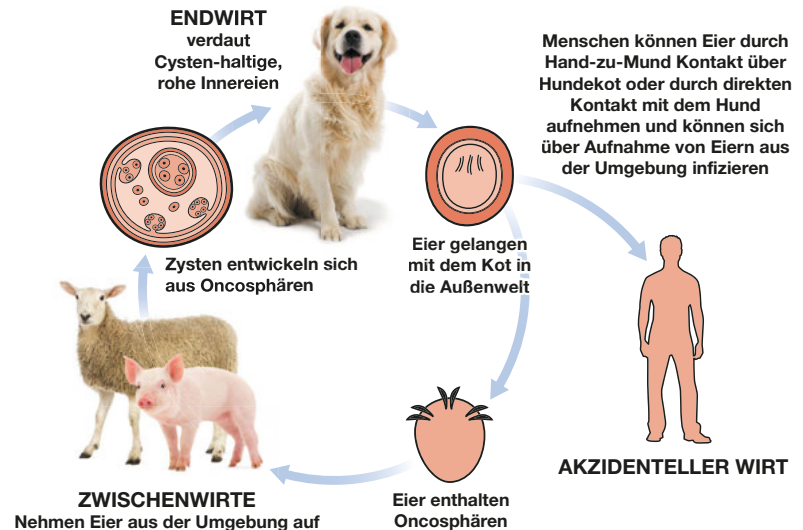 ENDWIRT
verdaut
Cysten-haltige,
rohe Innereien
Menschen können Eier durch
Hand-zu-Mund Kontakt über
Hundekot oder durch direkten
Kontakt mit dem Hund
aufnehmen und können sich
über Aufnahme von Eiern aus
der Umgebung infizieren
Eier gelangen
mit dem Kot in
die Außenwelt
Zysten entwickeln sich
aus Oncosphären
AKZIDENTELLER WIRT
ZWISCHENWIRTE
Nehmen Eier aus der Umgebung auf
Eier enthalten
Oncosphären